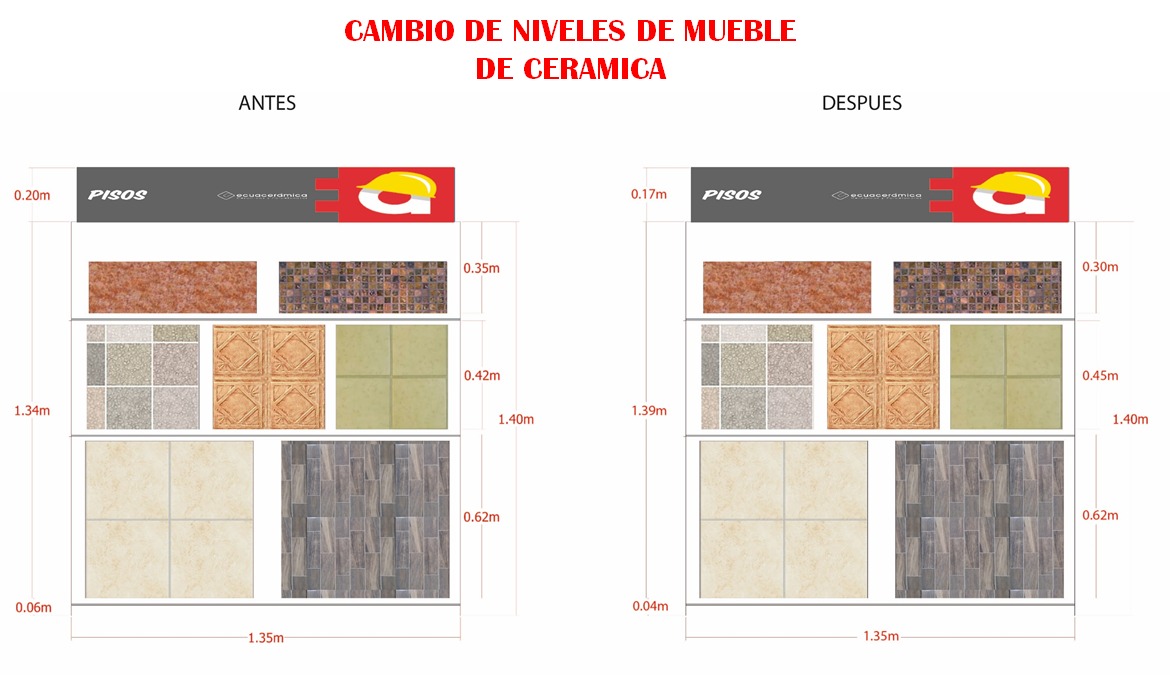 CAMBIO DE NIVELES DE MUEBLE
DE CERAMICA
ANTES
0.20m
PISOS
ecuacerámica
a
0.35m
0.42m
1.34m
1.40m
0.62m
0.06m
1.35m
DESPUES
0.17m
PISOS
ecuacerámica
a
0.30m
0.45m
1.39m
1.40m
0.62m
0.04m
1.35m